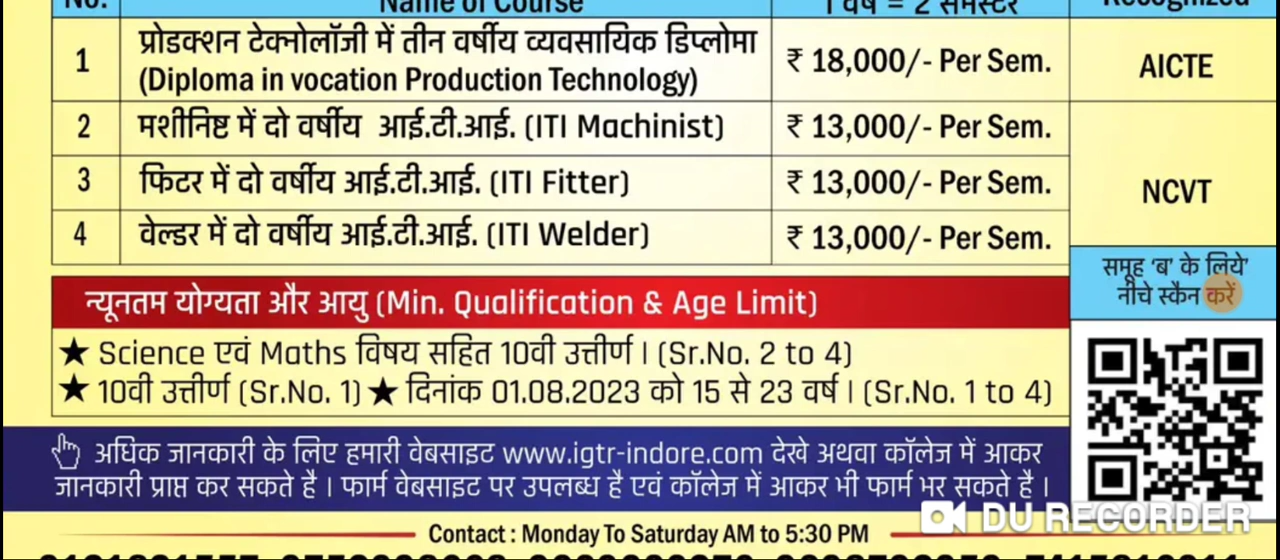 No. Name of Course 1 वर्ष = 2 सेमेस्टर Recognized
1 प्रोडक्शन टेक्नोलॉजी में तीन वर्षीय व्यवसायिक डिप्लोमा
(Diploma in vocation Production Technology) ₹ 18,000/- Per Sem. AICTE
2 मशीनिष्ट में दो वर्षीय आई.टी.आई. (ITI Machinist) ₹ 13,000/- Per Sem.
3 फिटर में दो वर्षीय आई.टी.आई. (ITI Fitter) ₹ 13,000/- Per Sem. NCVT
4 वेल्डर में दो वर्षीय आई.टी.आई. (ITI Welder) ₹ 13,000/- Per Sem.
समूह 'ब' के लिये'
नीचे स्कैन करें
न्यूनतम योग्यता और आयु (Min. Qualification & Age Limit)
★ Science एवं Maths विषय सहित 10वी उत्तीर्ण । (Sr.No. 2 to 4)
★ 10वी उत्तीर्ण (Sr.No. 1) ★ दिनांक 01.08.2023 को 15 से 23 वर्ष । (Sr.No. 1 to 4)
अधिक जानकारी के लिए हमारी वेबसाइट www.igtr-indore.com देखे अथवा कॉलेज में आकर
जानकारी प्राप्त कर सकते है । फार्म वेबसाइट पर उपलब्ध है एवं कॉलेज में आकर भी फार्म भर सकते है ।
DU RECORDER
Contact : Monday To Saturday AM to 5:30 PM